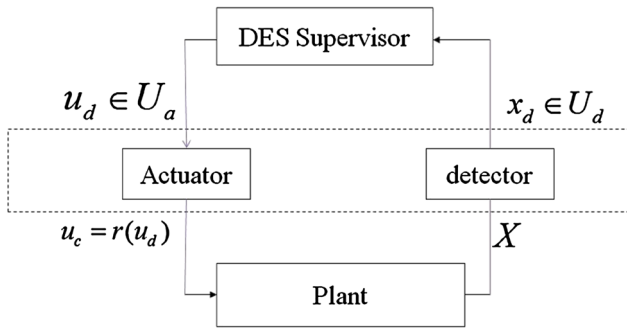 DES Supervisor
u_d ∈ U_a
x_d ∈ U_d
Actuator
detector
u_c = r(u_d)
X
Plant